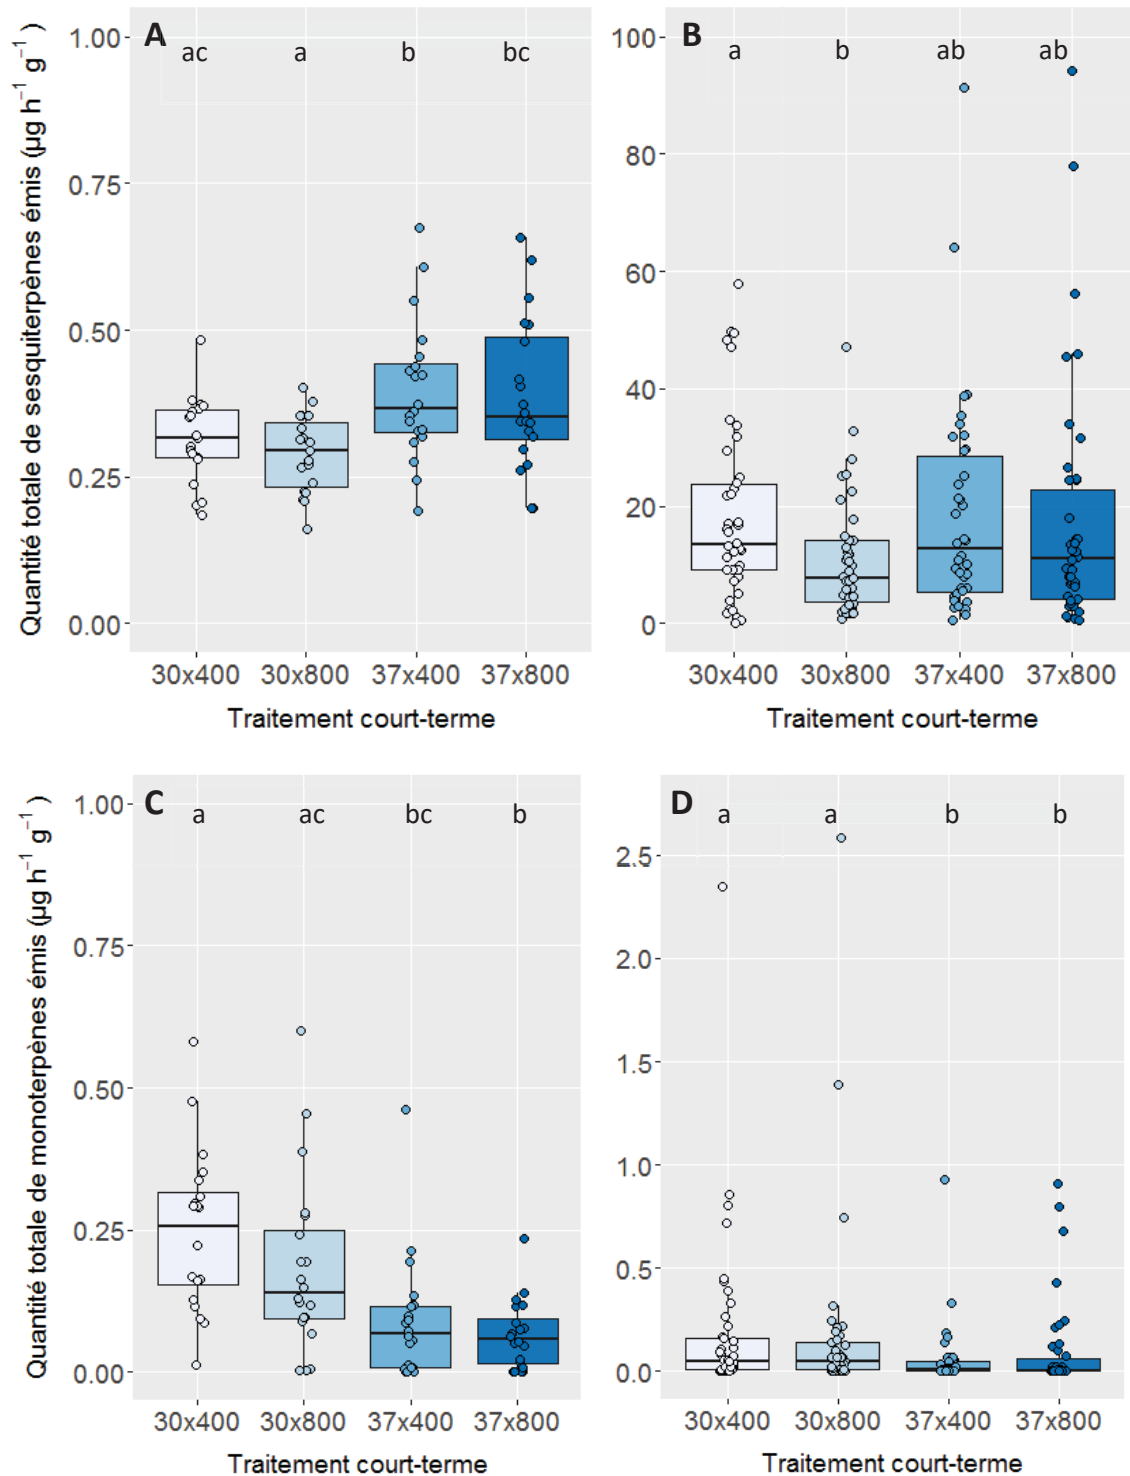 Quantité totale de sesquiterpènes émis (µg h⁻¹ g⁻¹ )
A
ac a b bc
1.00
0.75
0.50
0.25
0.00
30x400 30x800 37x400 37x800
Traitement court-terme
B
a b ab ab
100
80
60
40
20
0
30x400 30x800 37x400 37x800
Traitement court-terme
Quantité totale de monoterpènes émis (µg h⁻¹ g⁻¹ )
C
a ac bc b
1.00
0.75
0.50
0.25
0.00
30x400 30x800 37x400 37x800
Traitement court-terme
D
a a b b
2.5
2.0
1.5
1.0
0.5
0.0
30x400 30x800 37x400 37x800
Traitement court-terme